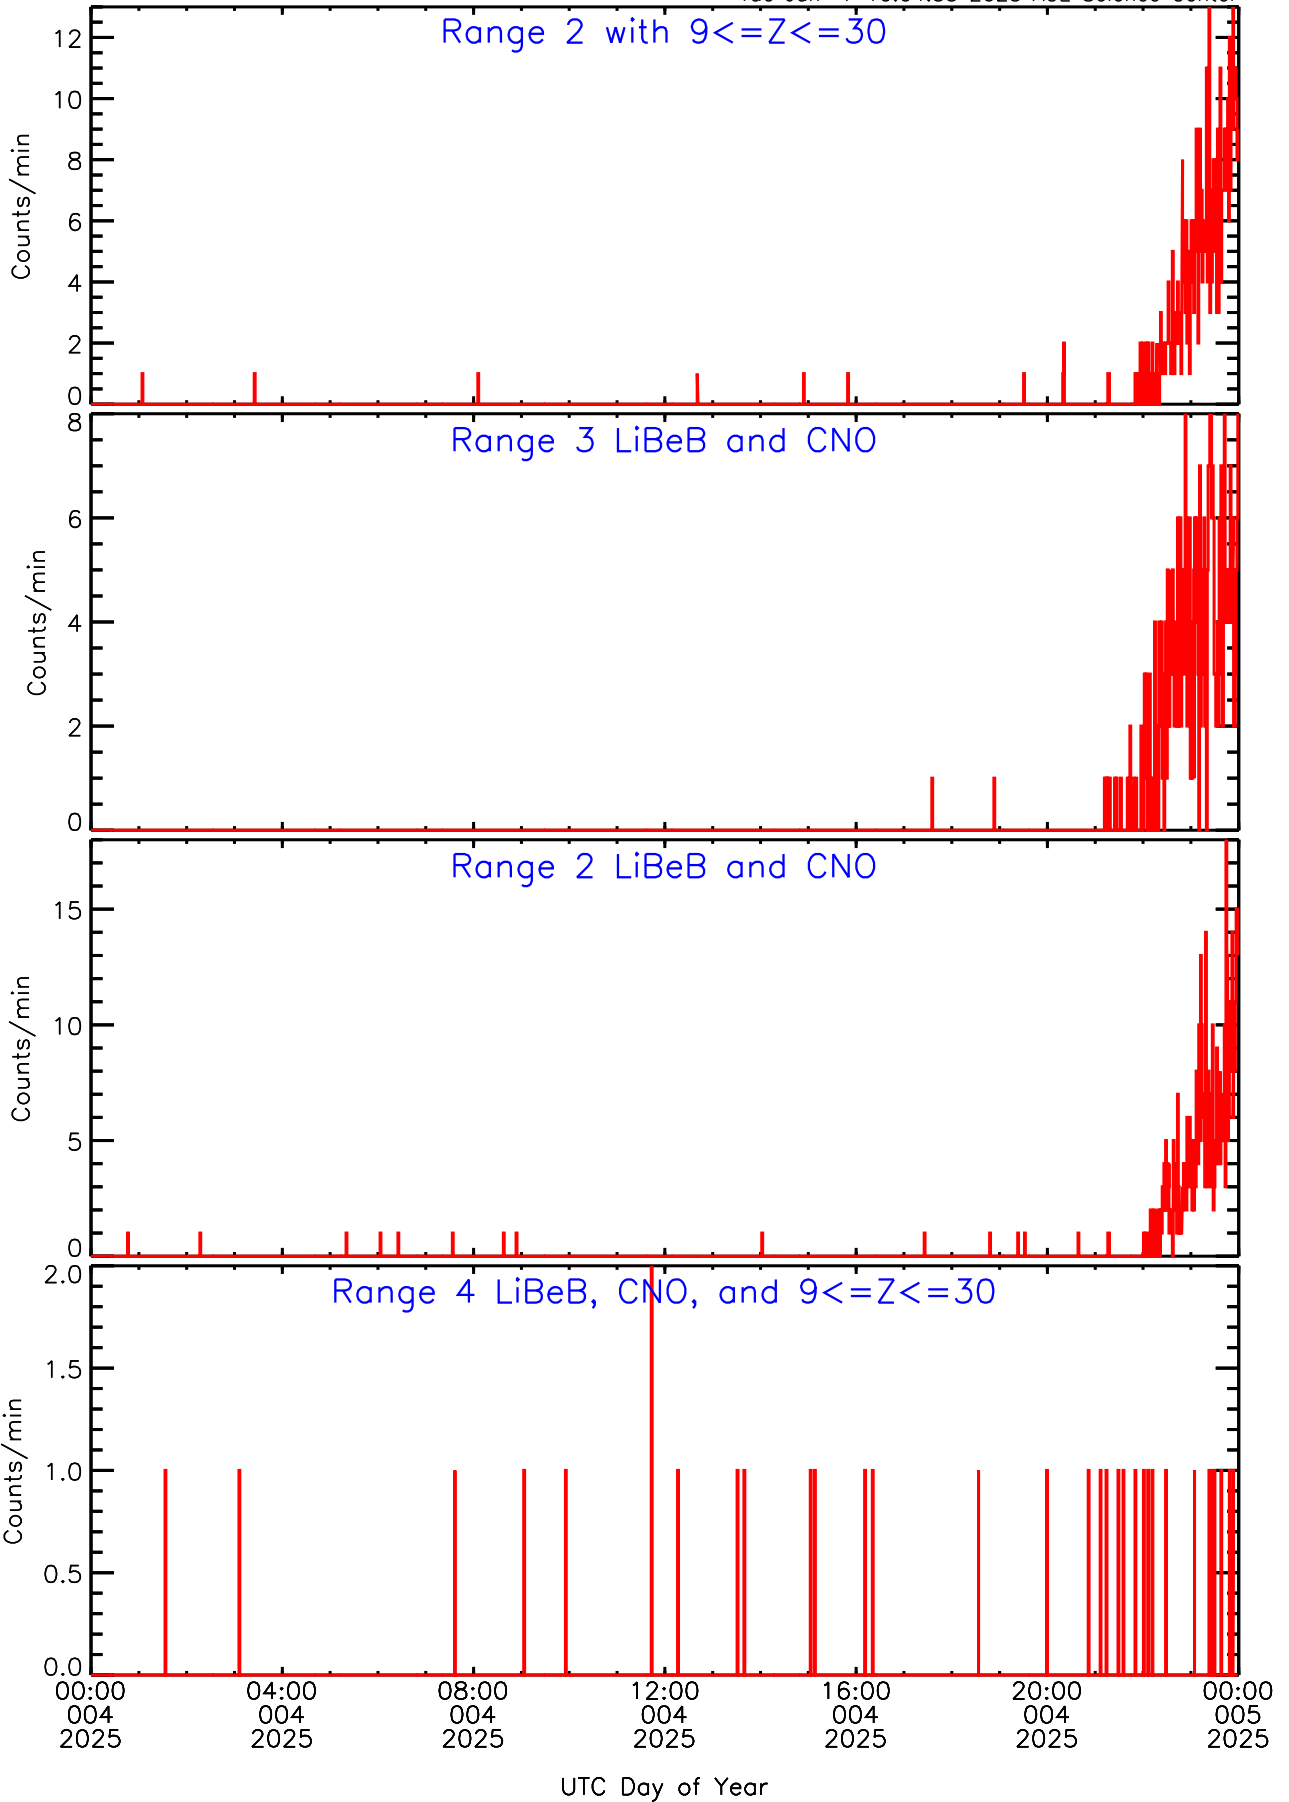 Range 2 with 9<=Z<=30
12
10
8
6
4
2
0
Counts/min
Range 3 LiBeB and CNO
8
6
4
2
0
Counts/min
Range 2 LiBeB and CNO
15
10
5
0
Counts/min
Range 4 LiBeB, CNO, and 9<=Z<=30
2.0
1.5
1.0
0.5
0.0
Counts/min
00:00 04:00 08:00 12:00 16:00 20:00 00:00
004 004 004 004 004 004 005
2025 2025 2025 2025 2025 2025 2025
UTC Day of Year